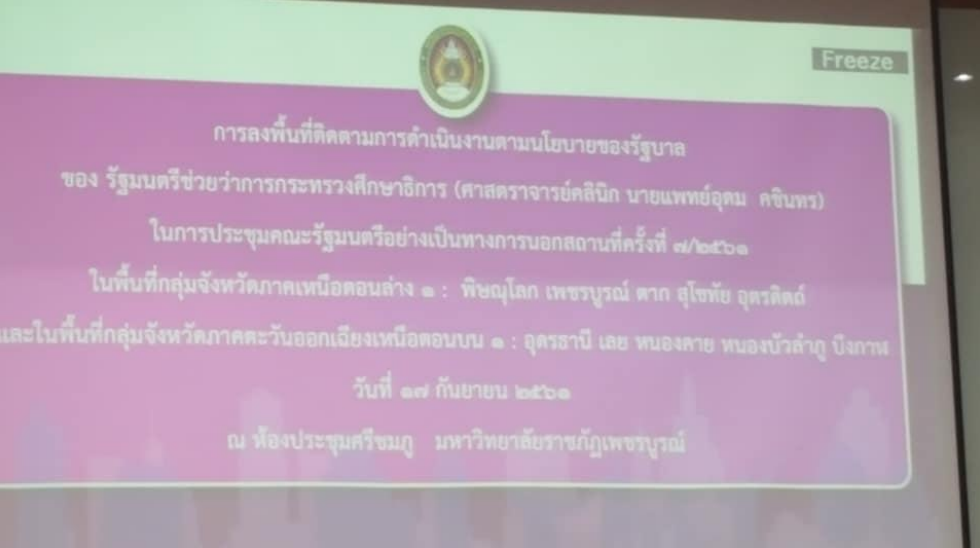 Freeze
การลงพื้นที่ติดตามการดำเนินงานตามนโยบายของรัฐบาล
ของ รัฐมนตรีช่วยว่าการกระทรวงศึกษาธิการ (ศาสตราจารย์คลินิก นายแพทย์อุดม คชินทร)
ในการประชุมคณะรัฐมนตรีอย่างเป็นทางการนอกสถานที่ครั้งที่ ๗/๒๕๖๑
ในพื้นที่กลุ่มจังหวัดภาคเหนือตอนล่าง ๑ : พิษณุโลก เพชรบูรณ์ ตาก สุโขทัย อุตรดิตถ์
และในพื้นที่กลุ่มจังหวัดภาคตะวันออกเฉียงเหนือตอนบน ๑ : อุดรธานี เลย หนองคาย หนองบัวลำภู บึงกาฬ
วันที่ ๑๗ กันยายน ๒๕๖๑
ณ ห้องประชุมศรีชมภู มหาวิทยาลัยราชภัฏเพชรบูรณ์